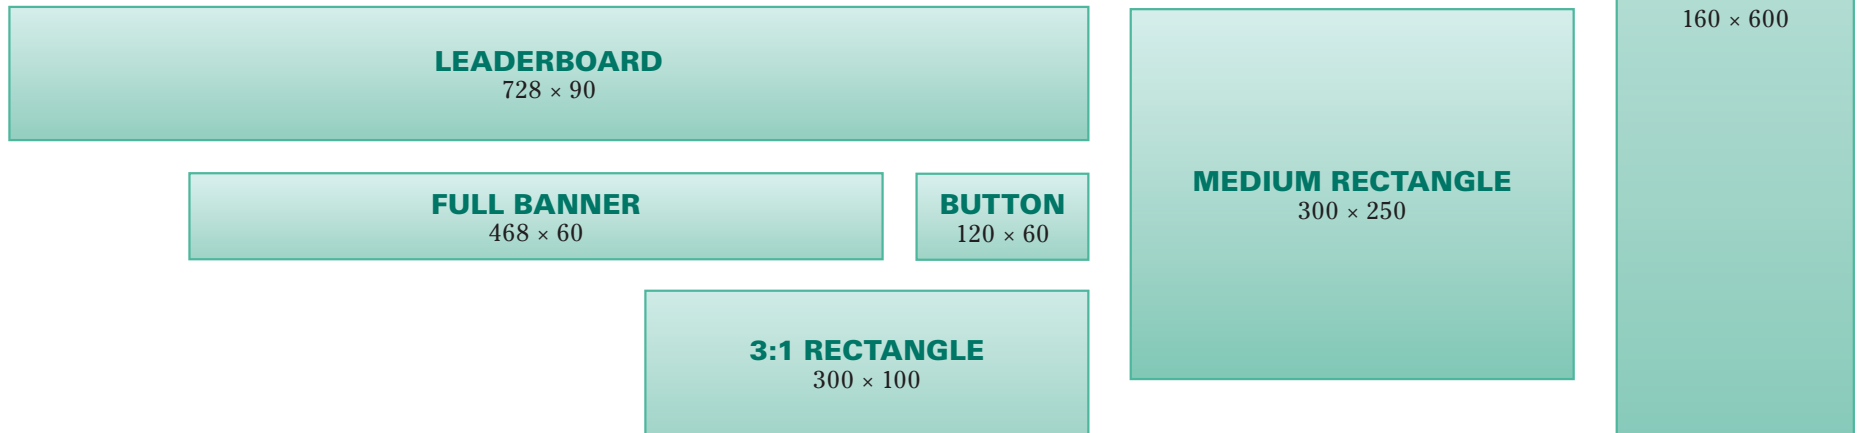 LEADERBOARD
728 × 90
FULL BANNER
468 × 60
BUTTON
120 × 60
3:1 RECTANGLE
300 × 100
MEDIUM RECTANGLE
300 × 250
160 × 600